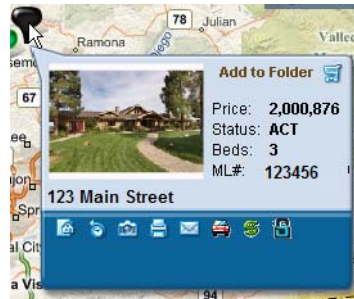 78
Julian
Ramona
Valle
67
Add to Folder
Price: 2,000,876
Status: ACT
Beds: 3
ML#: 123456
123 Main Street
94